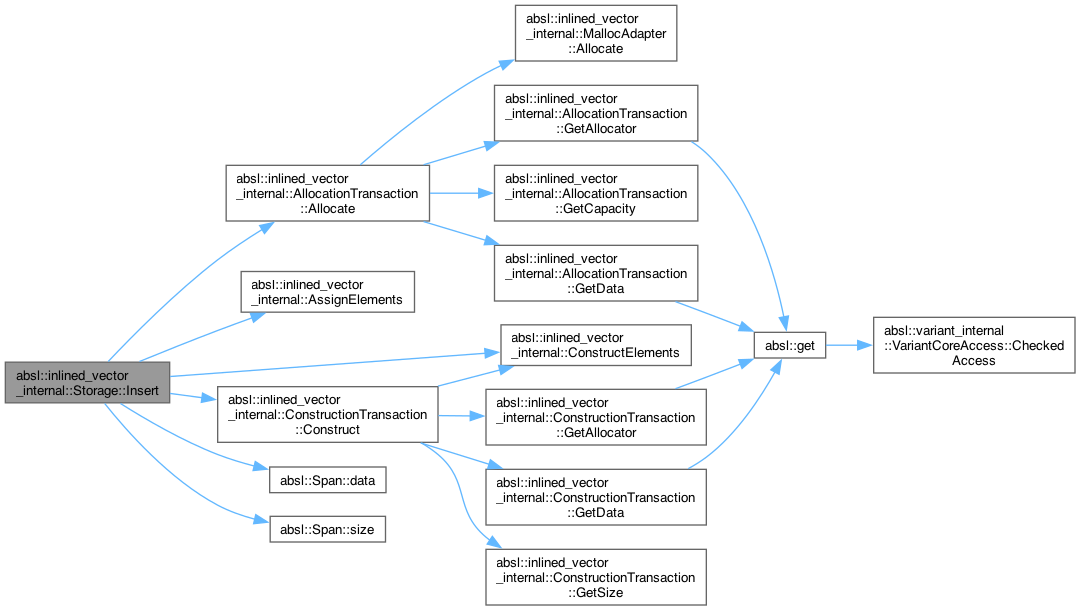 absl::inlined_vector
_internal::MallocAdapter
::Allocate
absl::inlined_vector
_internal::AllocationTransaction
::GetAllocator
absl::inlined_vector
_internal::AllocationTransaction
::Allocate
absl::inlined_vector
_internal::AllocationTransaction
::GetCapacity
absl::inlined_vector
_internal::AllocationTransaction
::GetData
absl::inlined_vector
_internal::AssignElements
absl::inlined_vector
_internal::ConstructElements
absl::get
absl::variant_internal
::VariantCoreAccess::Checked
Access
absl::inlined_vector
_internal::Storage::Insert
absl::inlined_vector
_internal::ConstructionTransaction
::Construct
absl::inlined_vector
_internal::ConstructionTransaction
::GetAllocator
absl::Span::data
absl::inlined_vector
_internal::ConstructionTransaction
::GetData
absl::Span::size
absl::inlined_vector
_internal::ConstructionTransaction
::GetSize